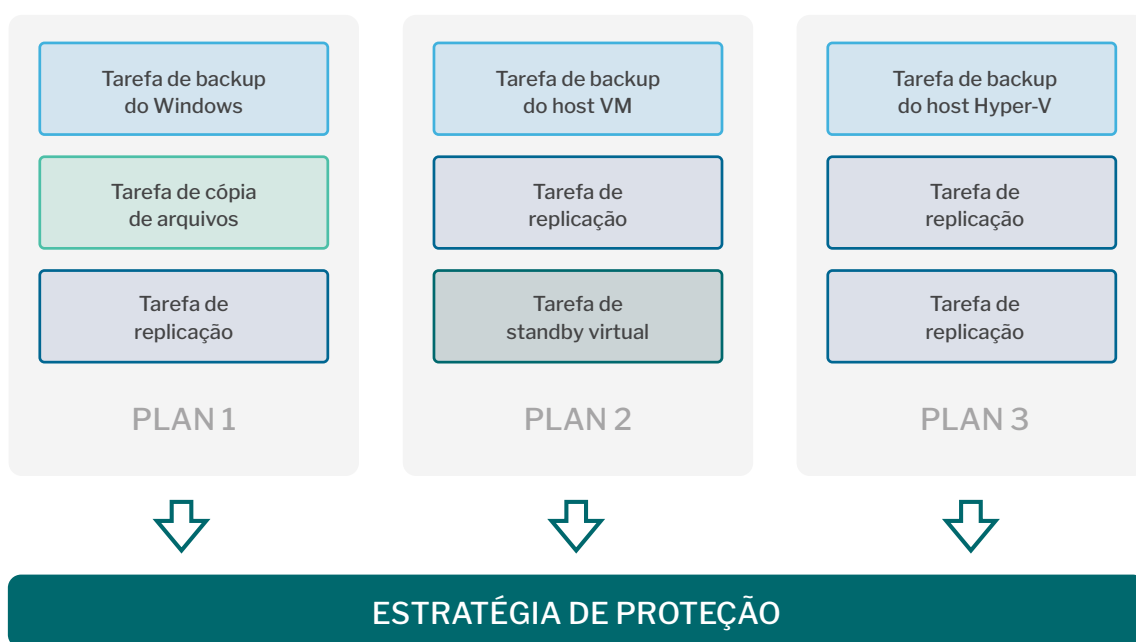 Tarefa de backup
do Windows
Tarefa de cópia
de arquivos
Tarefa de
replicação
PLAN 1
Tarefa de backup
do host VM
Tarefa de
replicação
Tarefa de
standby virtual
PLAN 2
Tarefa de backup
do host Hyper-V
Tarefa de
replicação
Tarefa de
replicação
PLAN 3
ESTRATÉGIA DE PROTEÇÃO